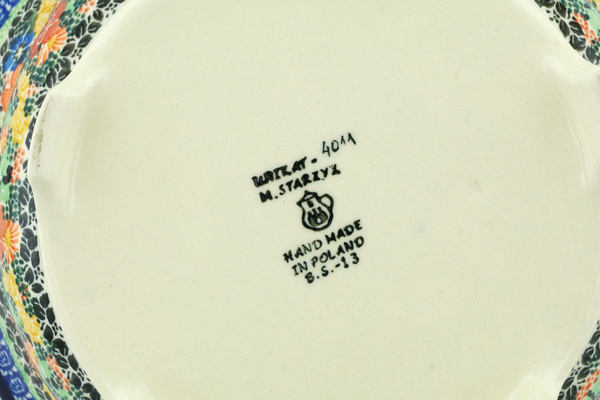 UNIKAT - 4011
M. STARZYK
HAND MADE
IN POLAND
B.S.-13